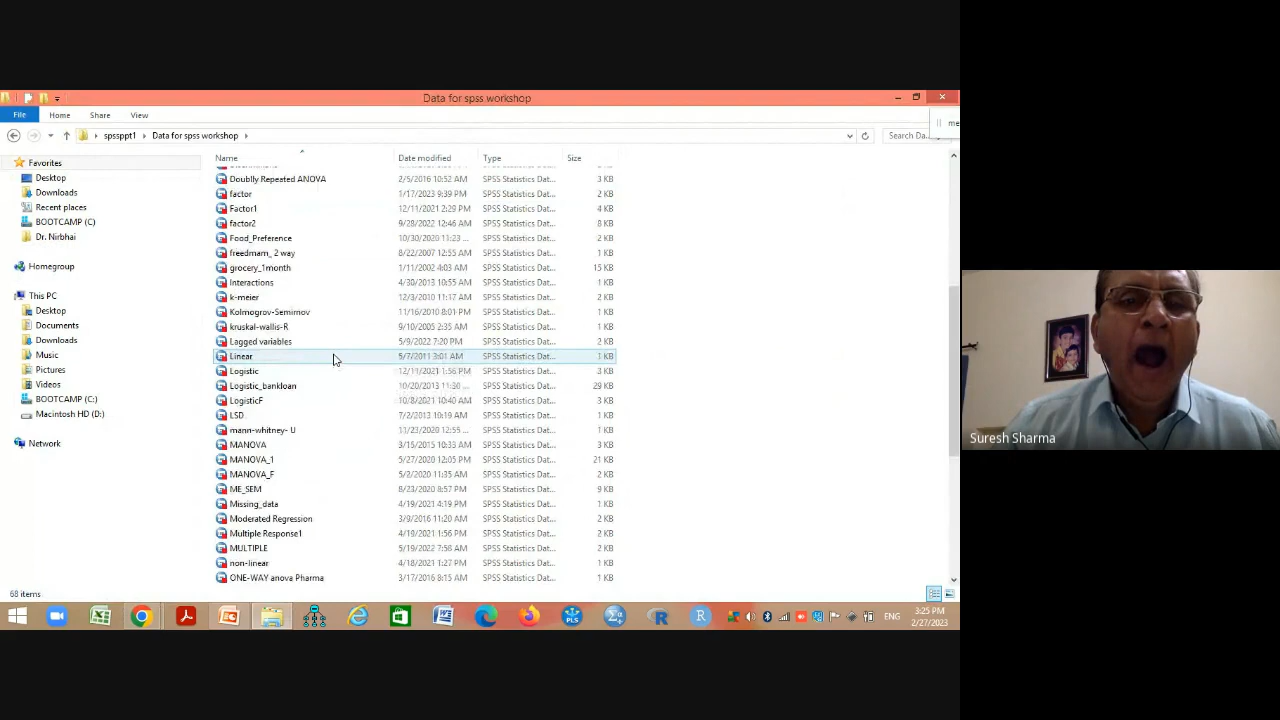 Data for spss workshop
File Home Share View
spssppt1 Data for spss workshop Search Da...
Name Date modified Type Size
Favorites
Desktop
Downloads
Recent places
BOOTCAMP (C)
Dr. Nirbhai
Homegroup
This PC
Desktop
Documents
Downloads
Music
Pictures
Videos
BOOTCAMP (C:)
Macintosh HD (D:)
Network
Doublly Repeated ANOVA 2/5/2016 10:52 AM SPSS Statistics Dat... 3 KB
factor 1/17/2023 9:39 PM SPSS Statistics Dat... 2 KB
Factor1 12/11/2021 2:29 PM SPSS Statistics Dat... 4 KB
factor2 9/28/2022 12:46 AM SPSS Statistics Dat... 8 KB
Food_Preference 10/30/2020 11:23 ... SPSS Statistics Dat... 2 KB
freedmam_ 2 way 8/22/2007 12:55 AM SPSS Statistics Dat... 1 KB
grocery_1month 1/11/2002 4:03 AM SPSS Statistics Dat... 15 KB
Interactions 4/30/2013 10:55 AM SPSS Statistics Dat... 1 KB
k-meier 12/3/2010 11:17 AM SPSS Statistics Dat... 2 KB
Kolmogrov-Semirnov 11/16/2010 8:01 PM SPSS Statistics Dat... 1 KB
kruskal-wallis-R 9/10/2005 2:35 AM SPSS Statistics Dat... 1 KB
Lagged variables 5/9/2022 7:20 PM SPSS Statistics Dat... 2 KB
Linear 5/7/2011 3:01 AM SPSS Statistics Dat... 1 KB
Logistic 12/11/2021 1:56 PM SPSS Statistics Dat... 3 KB
Logistic_bankloan 10/20/2013 11:30 ... SPSS Statistics Dat... 29 KB
LogisticF 10/8/2021 10:40 AM SPSS Statistics Dat... 3 KB
LSD 7/2/2013 10:19 AM SPSS Statistics Dat... 1 KB
mann-whitney- U 11/23/2020 12:55 ... SPSS Statistics Dat... 1 KB
MANOVA 3/15/2015 10:33 AM SPSS Statistics Dat... 3 KB
MANOVA_1 5/27/2020 12:05 PM SPSS Statistics Dat... 21 KB
MANOVA_F 5/2/2020 11:35 AM SPSS Statistics Dat... 2 KB
ME_SEM 8/23/2020 8:57 PM SPSS Statistics Dat... 9 KB
Missing_data 4/19/2021 4:19 PM SPSS Statistics Dat... 1 KB
Moderated Regression 3/9/2016 11:20 AM SPSS Statistics Dat... 2 KB
Multiple Response1 4/19/2021 1:56 PM SPSS Statistics Dat... 2 KB
MULTIPLE 5/19/2022 7:58 AM SPSS Statistics Dat... 2 KB
non-linear 4/18/2021 1:27 PM SPSS Statistics Dat... 1 KB
ONE-WAY anova Pharma 3/17/2016 8:15 AM SPSS Statistics Dat... 1 KB
68 items
PLS
ENG
3:25 PM
2/27/2023
Suresh Sharma